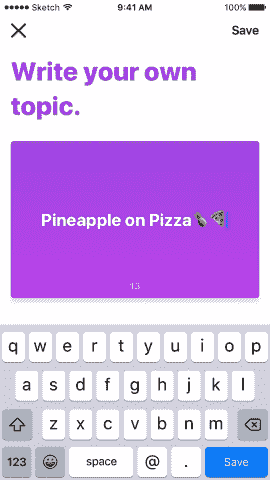 Sketch 9:41 AM 100%
Save
Write your own
topic.
Pineapple on Pizza 🍍🍕
13
q w e r t y u i o p
a s d f g h j k l
z x c v b n m
123 space @ . Save